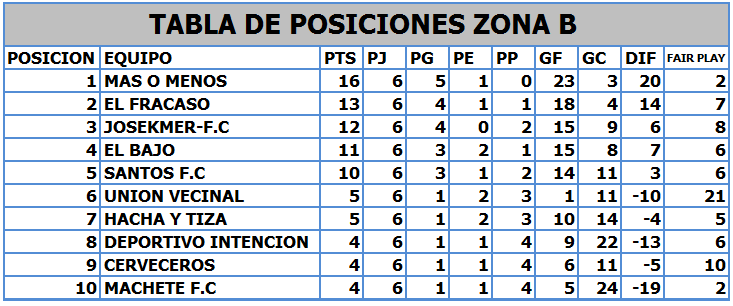 TABLA DE POSICIONES ZONA B
POSICION EQUIPO PTS PJ PG PE PP GF GC DIF FAIR PLAY
1 MAS O MENOS 16 6 5 1 0 23 3 20 2
2 EL FRACASO 13 6 4 1 1 18 4 14 7
3 JOSEKMER-F.C 12 6 4 0 2 15 9 6 8
4 EL BAJO 11 6 3 2 1 15 8 7 6
5 SANTOS F.C 10 6 3 1 2 14 11 3 6
6 UNION VECINAL 5 6 1 2 3 1 11 -10 21
7 HACHA Y TIZA 5 6 1 2 3 10 14 -4 5
8 DEPORTIVO INTENCION 4 6 1 1 4 9 22 -13 6
9 CERVECEROS 4 6 1 1 4 6 11 -5 10
10 MACHETE F.C 4 6 1 1 4 5 24 -19 2